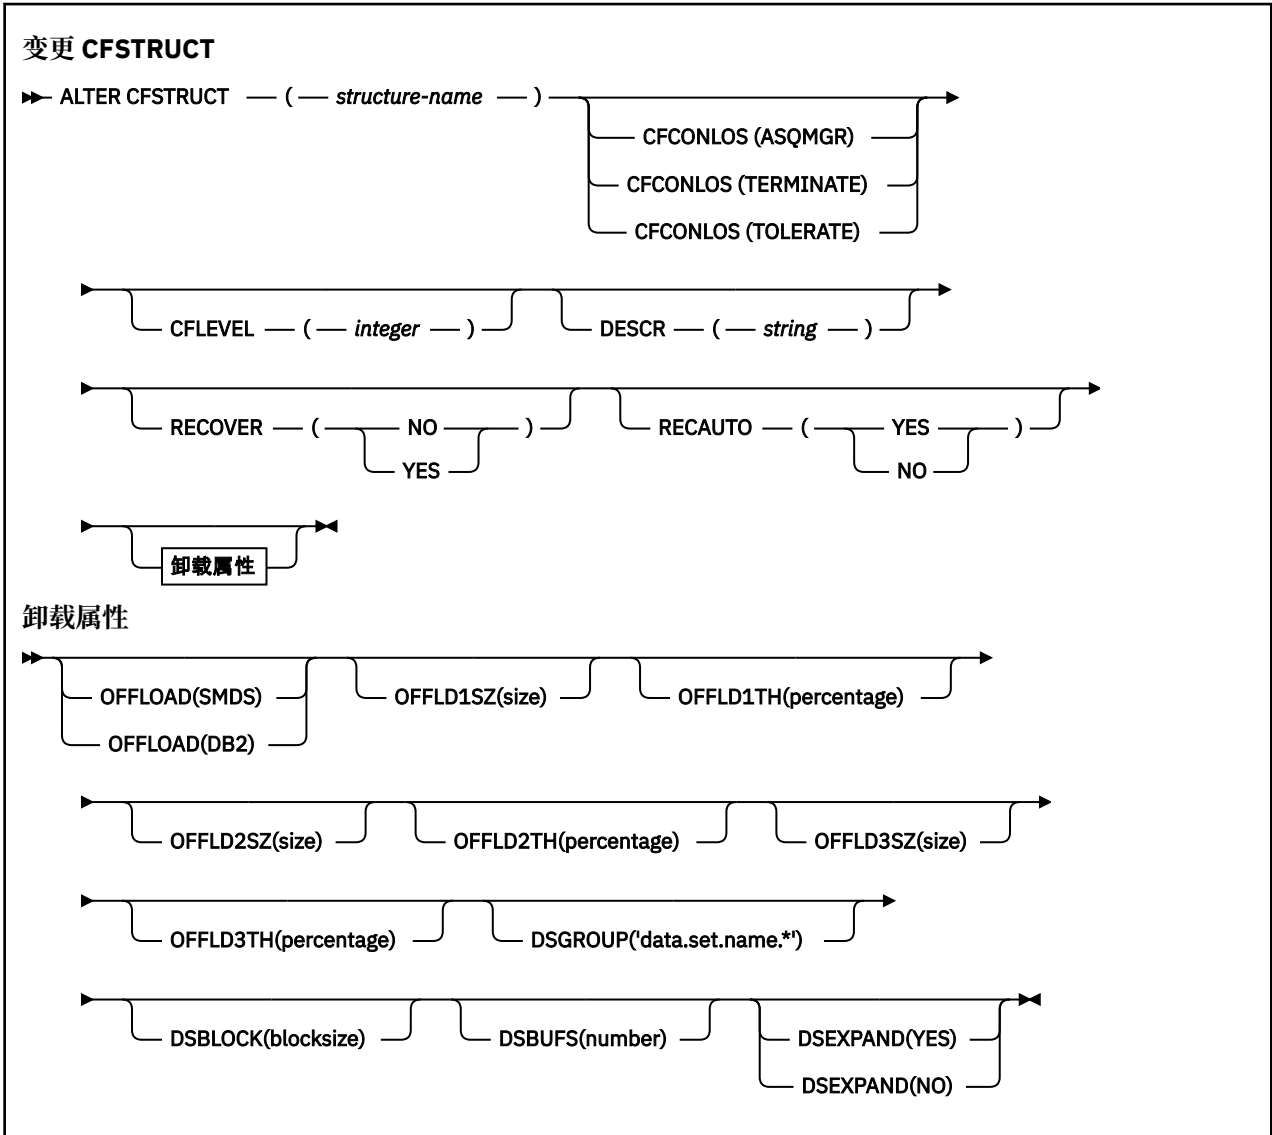 变更 CFSTRUCT
ALTER CFSTRUCT ( structure-name )
CFCONLOS (ASQMGR)
CFCONLOS (TERMINATE)
CFCONLOS (TOLERATE)
CFLEVEL ( integer ) DESCR ( string )
RECOVER ( NO ) RECAUTO ( YES )
YES NO
卸载属性
卸载属性
OFFLOAD(SMDS) OFFLD1SZ(size) OFFLD1TH(percentage)
OFFLOAD(DB2)
OFFLD2SZ(size) OFFLD2TH(percentage) OFFLD3SZ(size)
OFFLD3TH(percentage) DSGROUP('data.set.name.*')
DSBLOCK(blocksize) DSBUFS(number) DSEXPAND(YES)
DSEXPAND(NO)